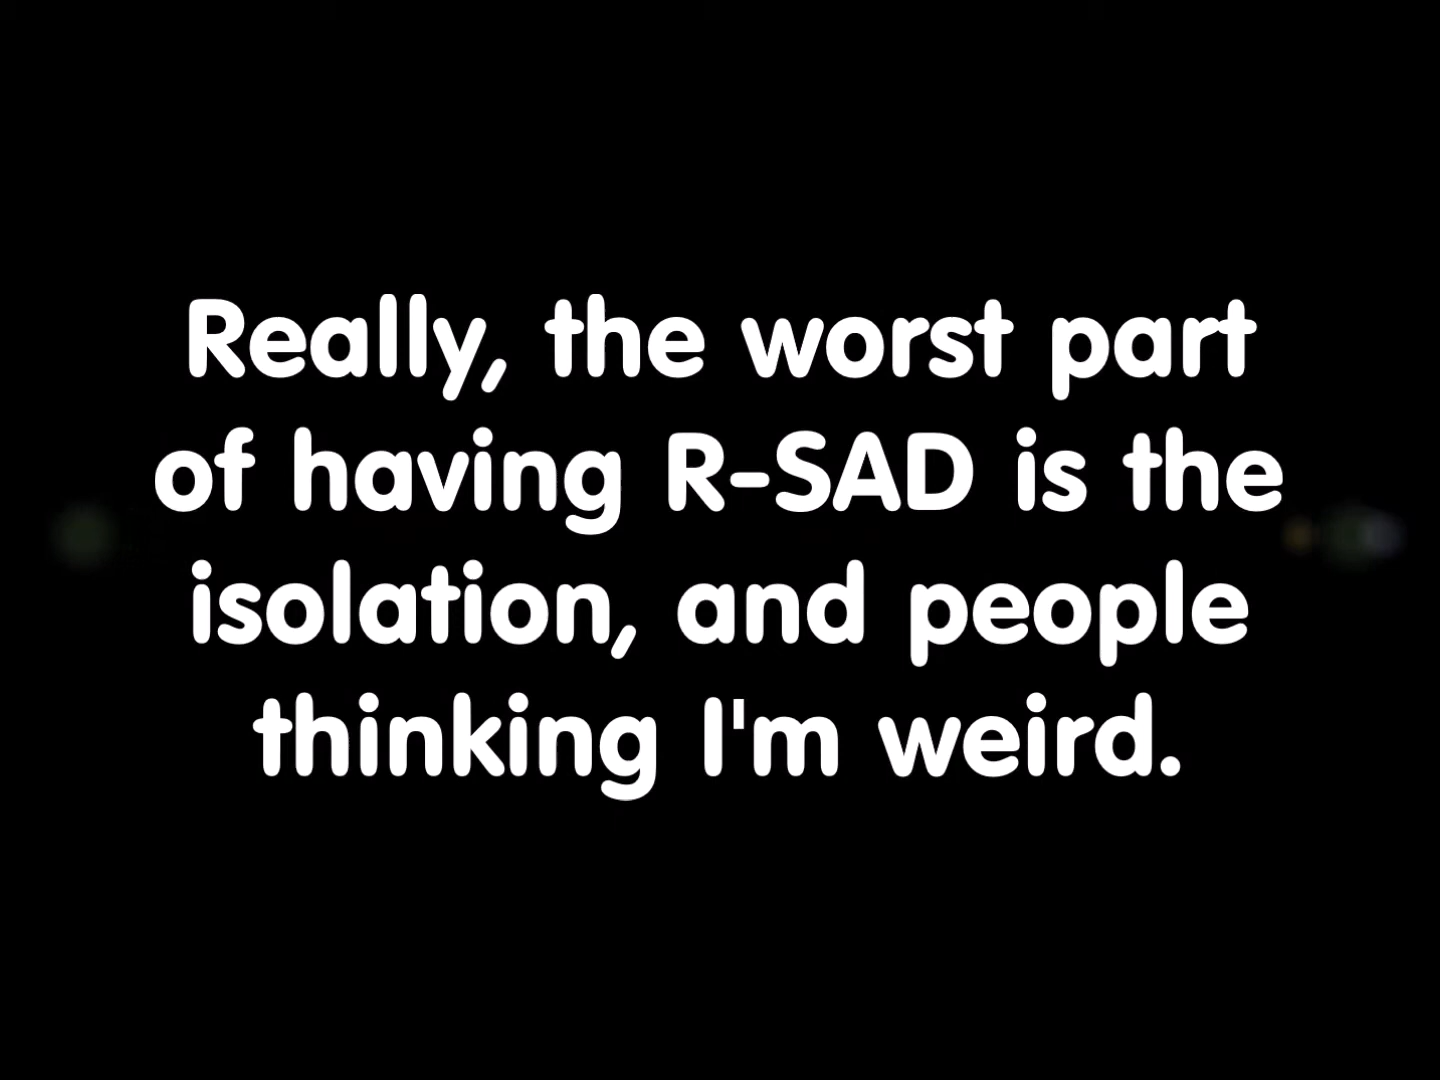 Really, the worst part
of having R-SAD is the
isolation, and people
thinking I'm weird.